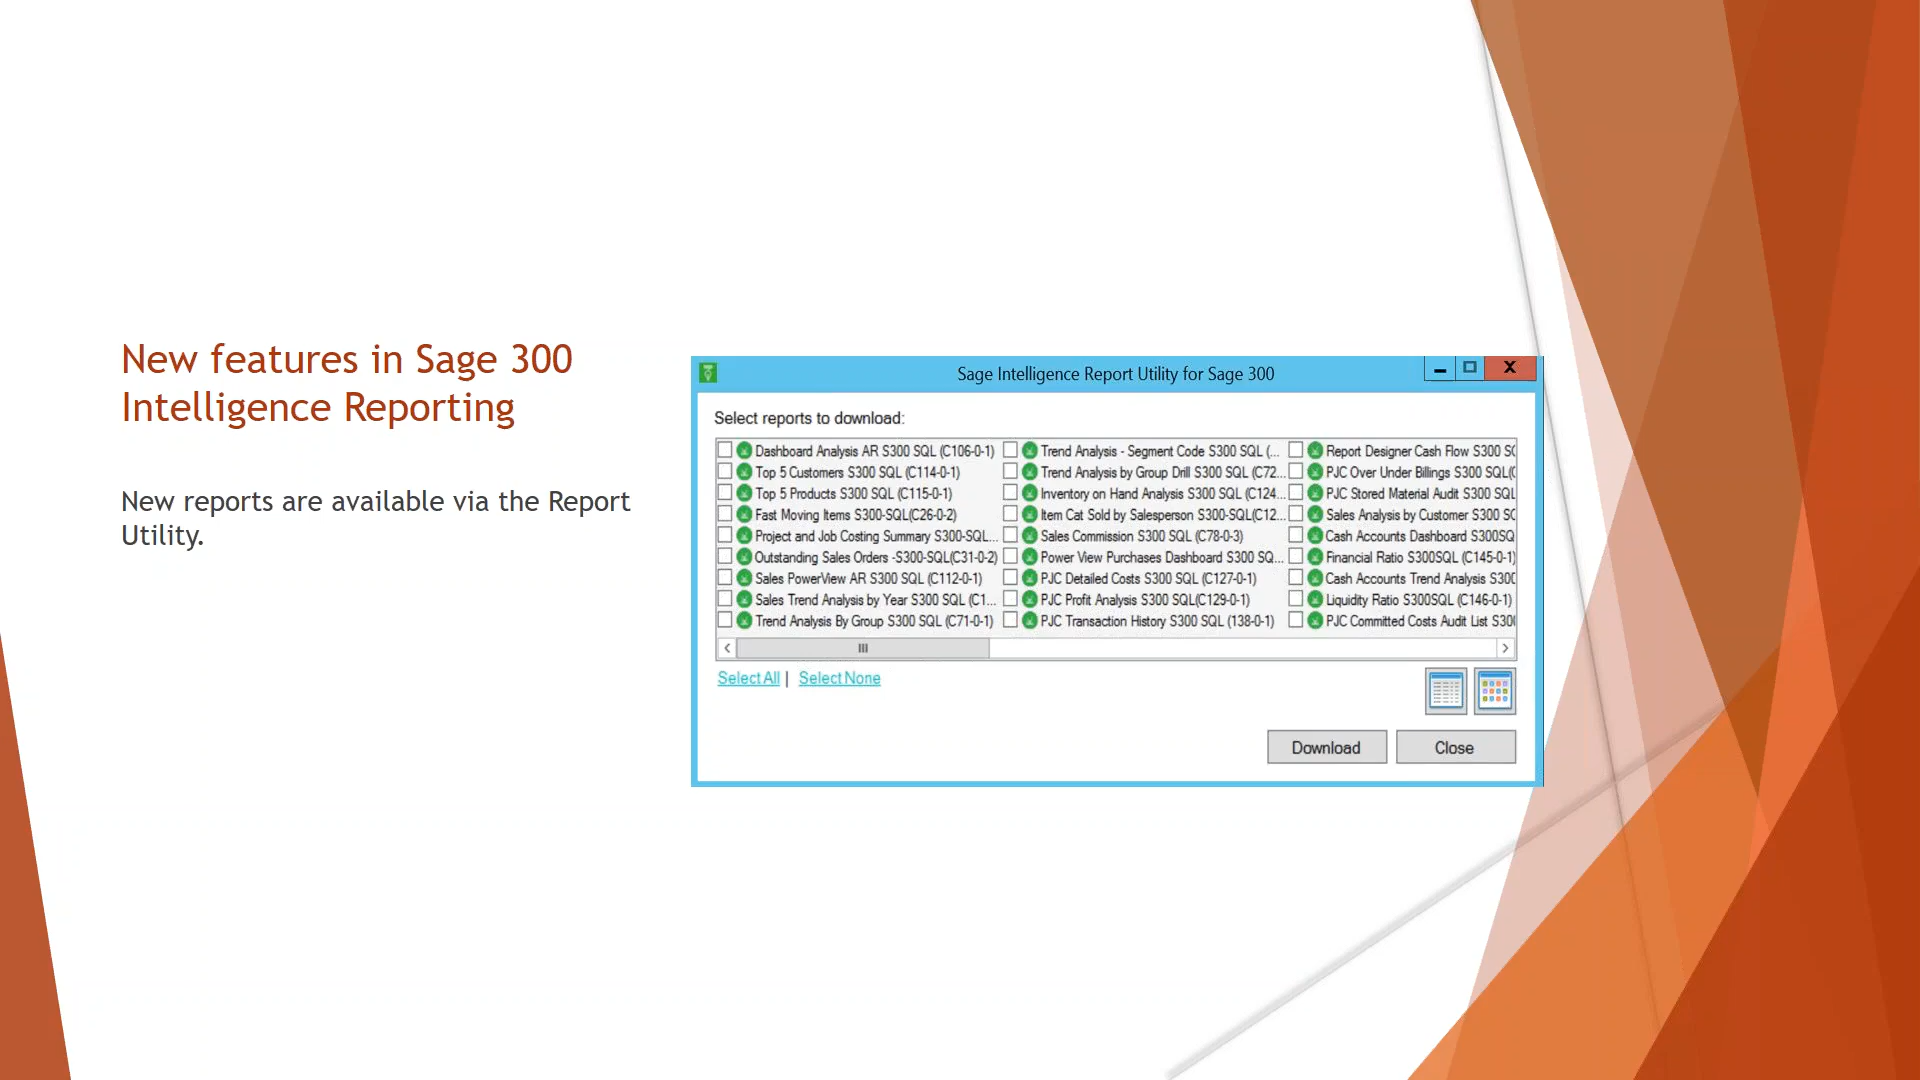 New features in Sage 300
Intelligence Reporting
New reports are available via the Report
Utility.
Sage Intelligence Report Utility for Sage 300
Select reports to download:
Dashboard Analysis AR S300 SQL (C106-0-1)
Top 5 Customers S300 SQL (C114-0-1)
Top 5 Products S300 SQL (C115-0-1)
Fast Moving Items S300-SQL(C26-0-2)
Project and Job Costing Summary S300-SQL...
Outstanding Sales Orders -S300-SQL(C31-0-2)
Sales PowerView AR S300 SQL (C112-0-1)
Sales Trend Analysis by Year S300 SQL (C1...
Trend Analysis By Group S300 SQL (C71-0-1)
Trend Analysis - Segment Code S300 SQL (...
Trend Analysis by Group Drill S300 SQL (C72...
Inventory on Hand Analysis S300 SQL (C124...
Item Cat Sold by Salesperson S300-SQL(C12...
Sales Commission S300 SQL (C78-0-3)
Power View Purchases Dashboard S300 SQ...
PJC Detailed Costs S300 SQL (C127-0-1)
PJC Profit Analysis S300 SQL(C129-0-1)
PJC Transaction History S300 SQL (138-0-1)
Report Designer Cash Flow S300 SQ
PJC Over Under Billings S300 SQL(C
PJC Stored Material Audit S300 SQL
Sales Analysis by Customer S300 SQ
Cash Accounts Dashboard S300SQ
Financial Ratio S300SQL (C145-0-1)
Cash Accounts Trend Analysis S300
Liquidity Ratio S300SQL (C146-0-1)
PJC Committed Costs Audit List S300
Select All | Select None
Download
Close